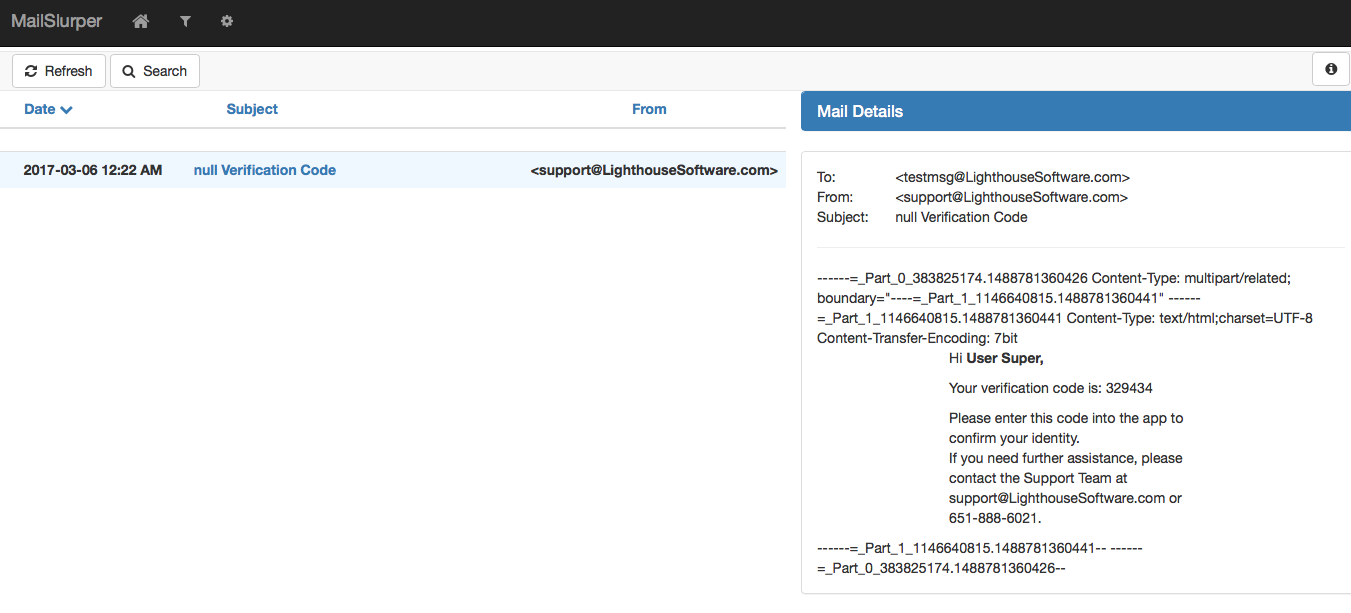 MailSlurper
Refresh
Search
Date
Subject
From
2017-03-06 12:22 AM
null Verification Code
<support@LighthouseSoftware.com>
Mail Details
To: <testmsg@LighthouseSoftware.com>
From: <support@LighthouseSoftware.com>
Subject: null Verification Code
------=_Part_0_383825174.1488781360426 Content-Type: multipart/related;
boundary="----=_Part_1_1146640815.1488781360441" ------
=_Part_1_1146640815.1488781360441 Content-Type: text/html;charset=UTF-8
Content-Transfer-Encoding: 7bit
Hi User Super,
Your verification code is: 329434
Please enter this code into the app to
confirm your identity.
If you need further assistance, please
contact the Support Team at
support@LighthouseSoftware.com or
651-888-6021.
------=_Part_1_1146640815.1488781360441-- ------
=_Part_0_383825174.1488781360426--